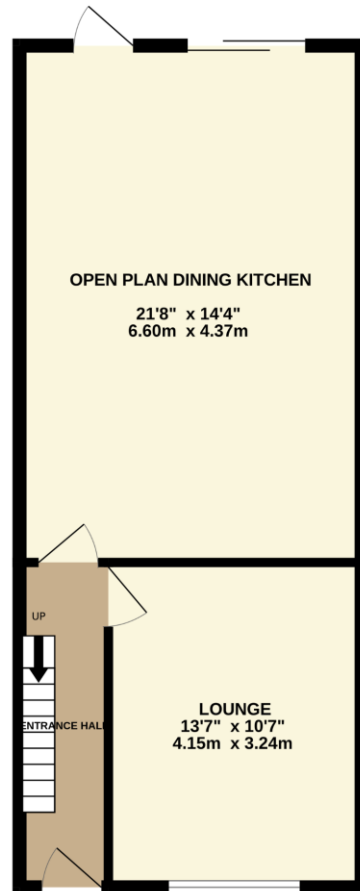 OPEN PLAN DINING KITCHEN
21'8" x 14'4"
6.60m x 4.37m
UP
ENTRANCE HALL
LOUNGE
13'7" x 10'7"
4.15m x 3.24m